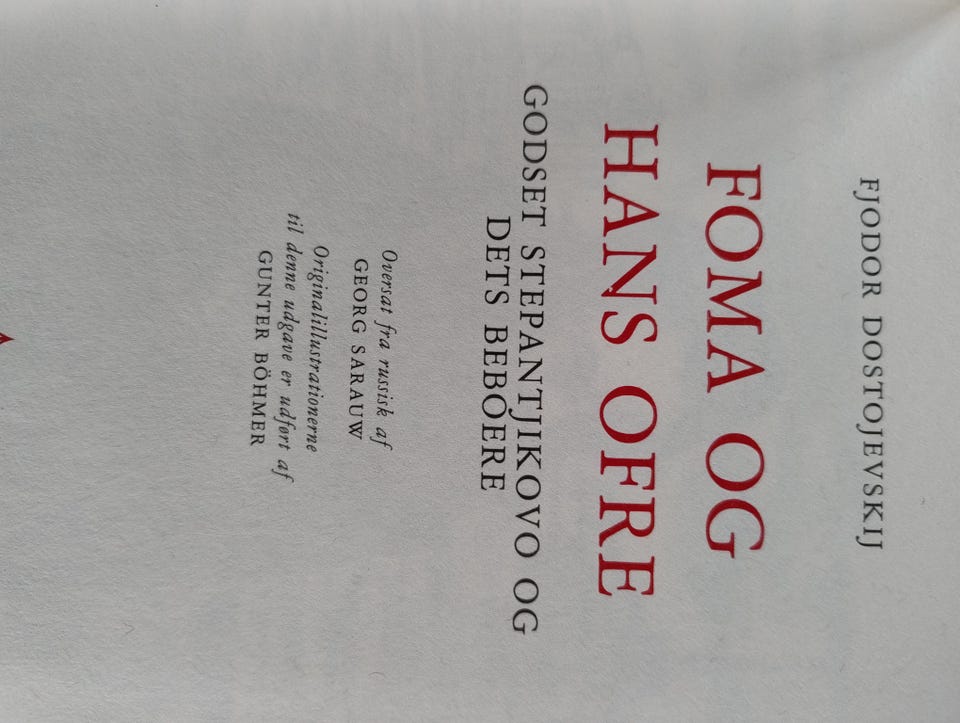 FJODOR DOSTOJEVSKIJ
FOMA OG
HANS OFRE
GODSET STEPANTJIKOVO OG
DETS BEBOERE
Oversat fra russisk af
GEORG SARAUW
Originalillustrationerne
til denne udgave er udført af
GUNTER BÖHMER